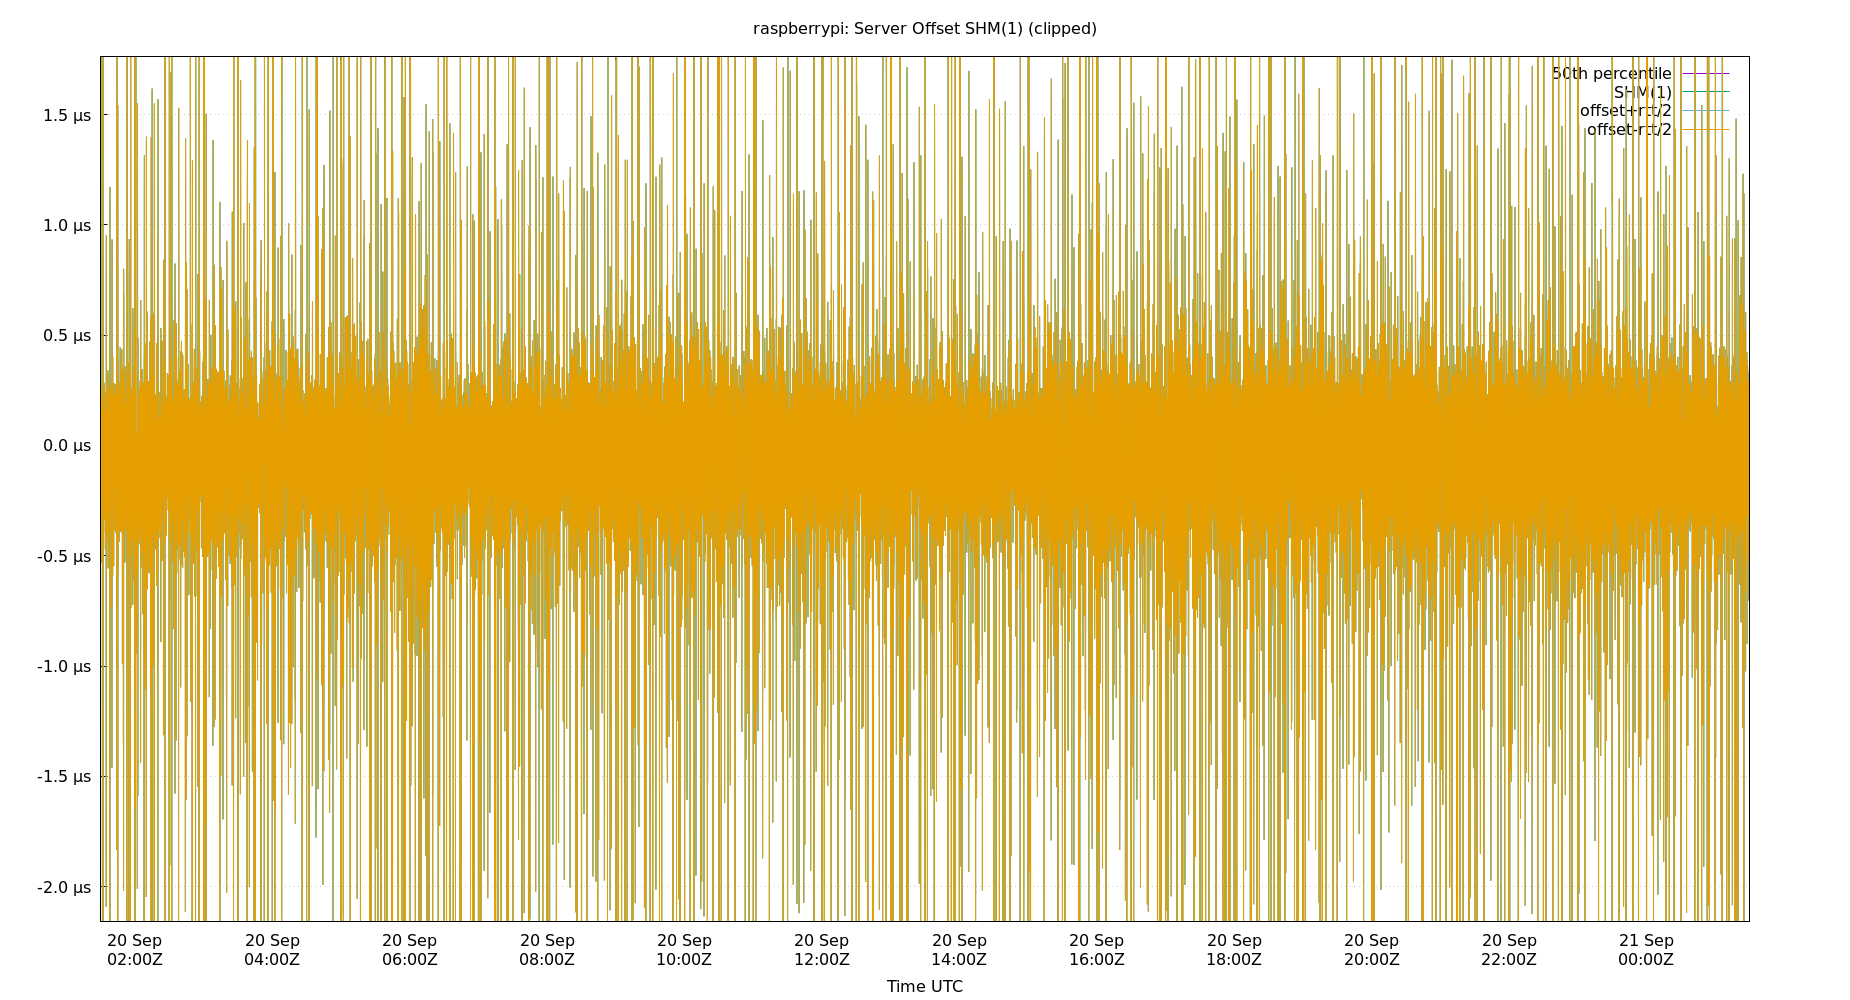 raspberrypi: Server Offset SHM(1) (clipped)
50th percentile
SHM(1)
offset+rtt/2
offset-rtt/2
1.5 µs
1.0 µs
0.5 µs
0.0 µs
-0.5 µs
-1.0 µs
-1.5 µs
-2.0 µs
20 Sep 20 Sep 20 Sep 20 Sep 20 Sep 20 Sep 20 Sep 20 Sep 20 Sep 20 Sep 20 Sep 21 Sep
02:00Z 04:00Z 06:00Z 08:00Z 10:00Z 12:00Z 14:00Z 16:00Z 18:00Z 20:00Z 22:00Z 00:00Z
Time UTC